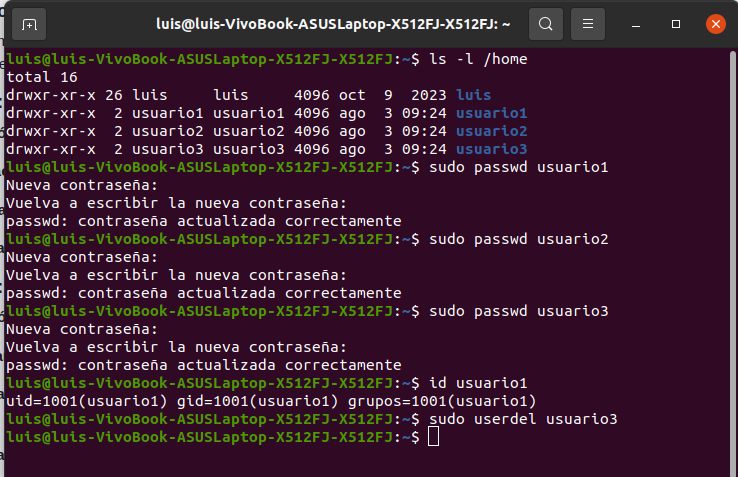 luis@luis-VivoBook-ASUSLaptop-X512FJ-X512FJ: ~
luis@luis-VivoBook-ASUSLaptop-X512FJ-X512FJ:~$ ls -l /home
total 16
drwxr-xr-x 26 luis     luis     4096 oct  9  2023 luis
drwxr-xr-x  2 usuario1 usuario1 4096 ago  3 09:24 usuario1
drwxr-xr-x  2 usuario2 usuario2 4096 ago  3 09:24 usuario2
drwxr-xr-x  2 usuario3 usuario3 4096 ago  3 09:24 usuario3
luis@luis-VivoBook-ASUSLaptop-X512FJ-X512FJ:~$ sudo passwd usuario1
Nueva contraseña:
Vuelva a escribir la nueva contraseña:
passwd: contraseña actualizada correctamente
luis@luis-VivoBook-ASUSLaptop-X512FJ-X512FJ:~$ sudo passwd usuario2
Nueva contraseña:
Vuelva a escribir la nueva contraseña:
passwd: contraseña actualizada correctamente
luis@luis-VivoBook-ASUSLaptop-X512FJ-X512FJ:~$ sudo passwd usuario3
Nueva contraseña:
Vuelva a escribir la nueva contraseña:
passwd: contraseña actualizada correctamente
luis@luis-VivoBook-ASUSLaptop-X512FJ-X512FJ:~$ id usuario1
uid=1001(usuario1) gid=1001(usuario1) grupos=1001(usuario1)
luis@luis-VivoBook-ASUSLaptop-X512FJ-X512FJ:~$ sudo userdel usuario3
luis@luis-VivoBook-ASUSLaptop-X512FJ-X512FJ:~$